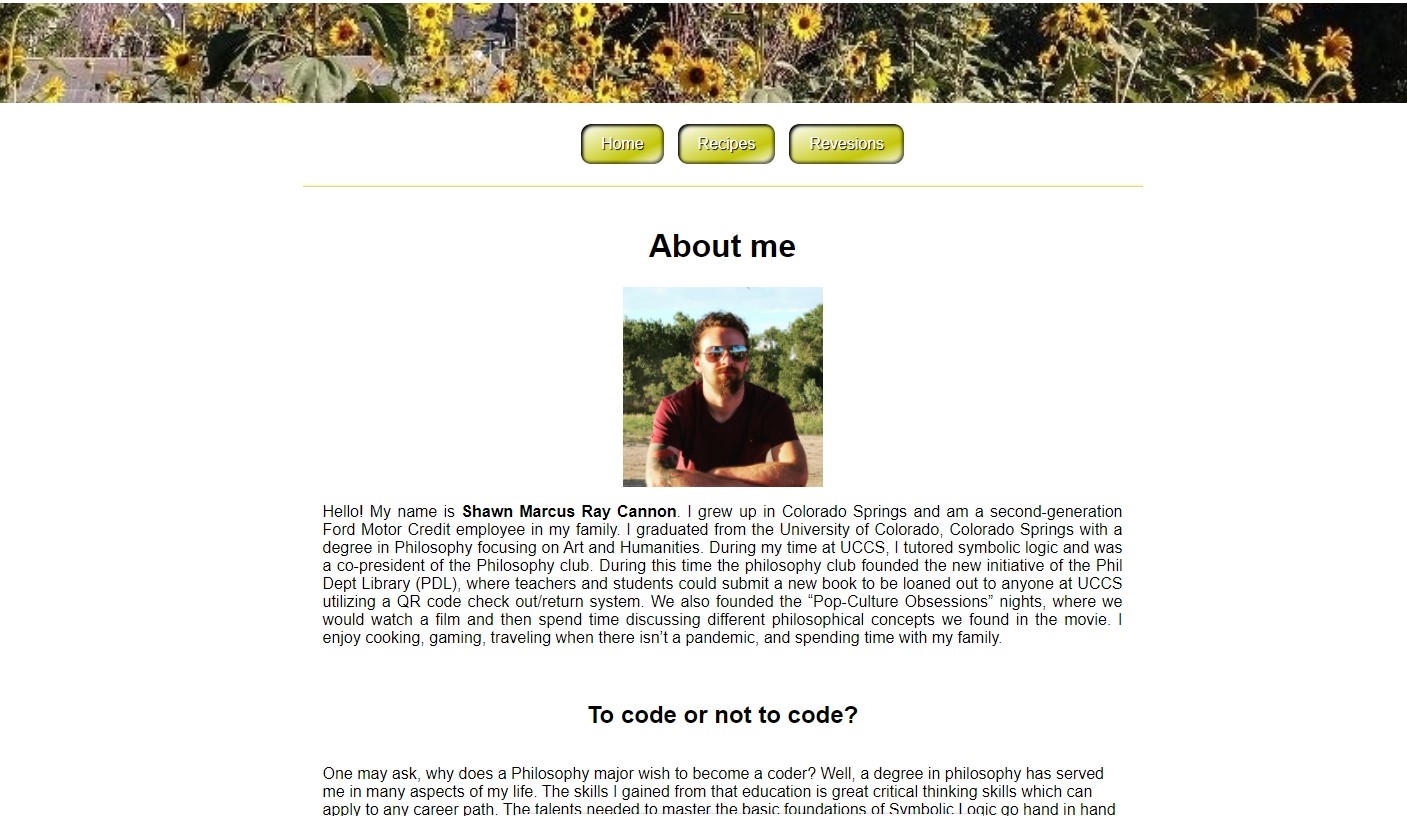 Home Recipes Revesions
About me
Hello! My name is Shawn Marcus Ray Cannon. I grew up in Colorado Springs and am a second-generation
Ford Motor Credit employee in my family. I graduated from the University of Colorado, Colorado Springs with a
degree in Philosophy focusing on Art and Humanities. During my time at UCCS, I tutored symbolic logic and was
a co-president of the Philosophy club. During this time the philosophy club founded the new initiative of the Phil
Dept Library (PDL), where teachers and students could submit a new book to be loaned out to anyone at UCCS
utilizing a QR code check out/return system. We also founded the “Pop-Culture Obsessions” nights, where we
would watch a film and then spend time discussing different philosophical concepts we found in the movie. I
enjoy cooking, gaming, traveling when there isn’t a pandemic, and spending time with my family.
To code or not to code?
One may ask, why does a Philosophy major wish to become a coder? Well, a degree in philosophy has served
me in many aspects of my life. The skills I gained from that education is great critical thinking skills which can
apply to any career path. The talents needed to master the basic foundations of Symbolic Logic go hand in hand